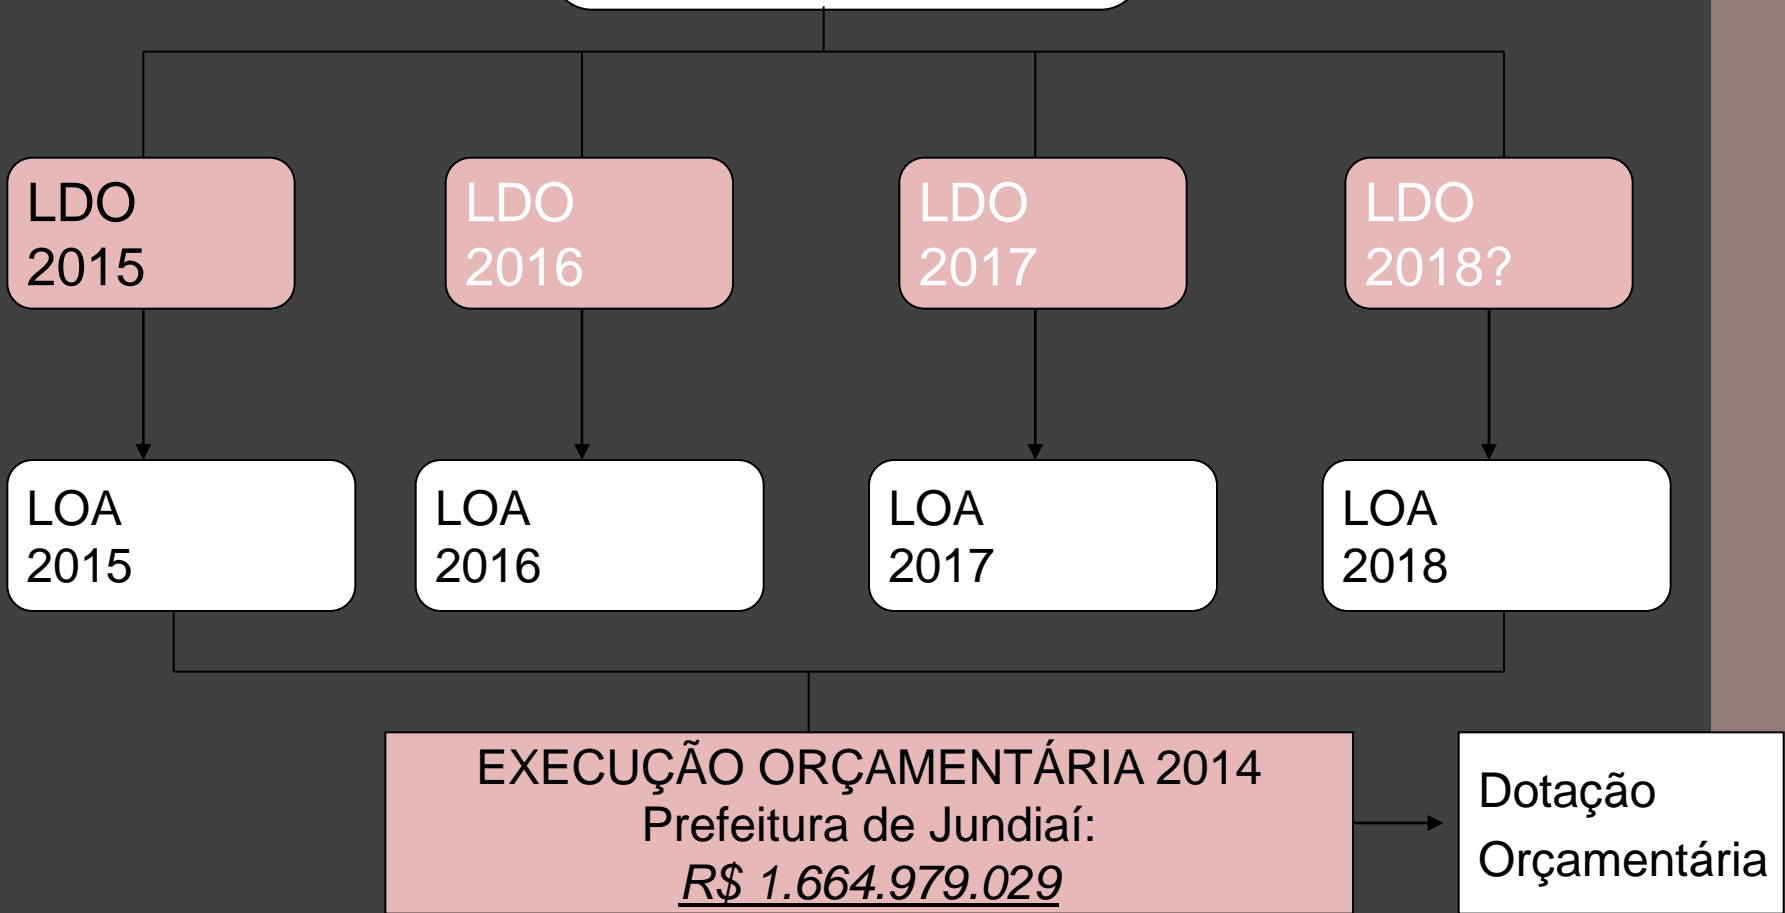 LDO
2015
LDO
2016
LDO
2017
LDO
2018?
LOA
2015
LOA
2016
LOA
2017
LOA
2018
EXECUÇÃO ORÇAMENTÁRIA 2014
Prefeitura de Jundiaí:
R$ 1.664.979.029
Dotação
Orçamentária